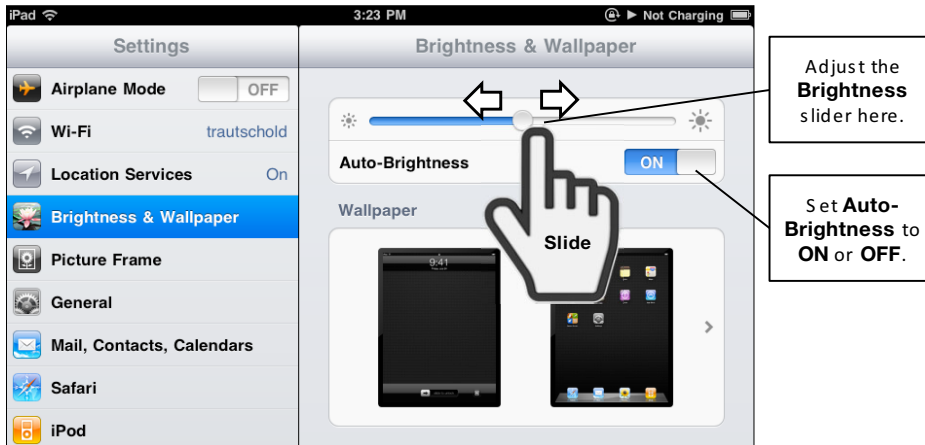 iPad 3:23 PM Not Charging
Settings
Brightness & Wallpaper
Airplane Mode OFF
Wi-Fi trautschold
Location Services On
Brightness & Wallpaper
Picture Frame
General
Mail, Contacts, Calendars
Safari
iPod
Auto-Brightness ON
Wallpaper
9:41
Slide
Adjust the
Brightness
slider here.
Set Auto-
Brightness to
ON or OFF.